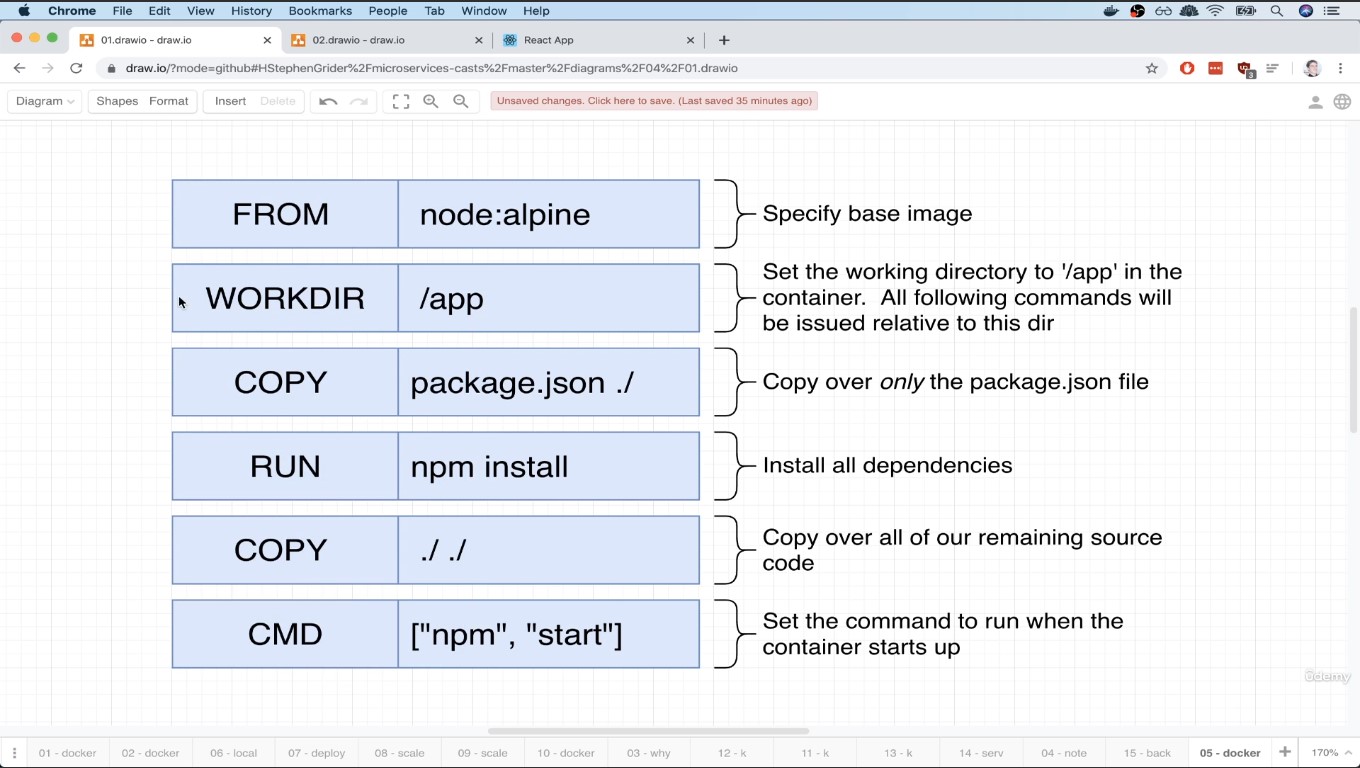 Chrome File Edit View History Bookmarks People Tab Window Help
01.drawio - draw.io
02.drawio - draw.io
React App
draw.io/?mode=github#HStephenGrider%2Fmicroservices-casts%2Fmaster%2Fdiagrams%2F04%2F01.drawio
3
Diagram Shapes Format Insert Delete Unsaved changes. Click here to save. (Last saved 35 minutes ago)
FROM node:alpine
Specify base image
WORKDIR /app
Set the working directory to '/app' in the
container. All following commands will
be issued relative to this dir
COPY package.json ./
Copy over only the package.json file
RUN npm install
Install all dependencies
COPY ./ ./
Copy over all of our remaining source
code
CMD ["npm", "start"]
Set the command to run when the
container starts up
ûdemy
01 - docker 02 - docker 06 - local 07 - deploy 08 - scale 09 - scale 10 - docker 03 - why 12 - k 11 - k 13 - k 14 - serv 04 - note 15 - back 05 - docker 170%